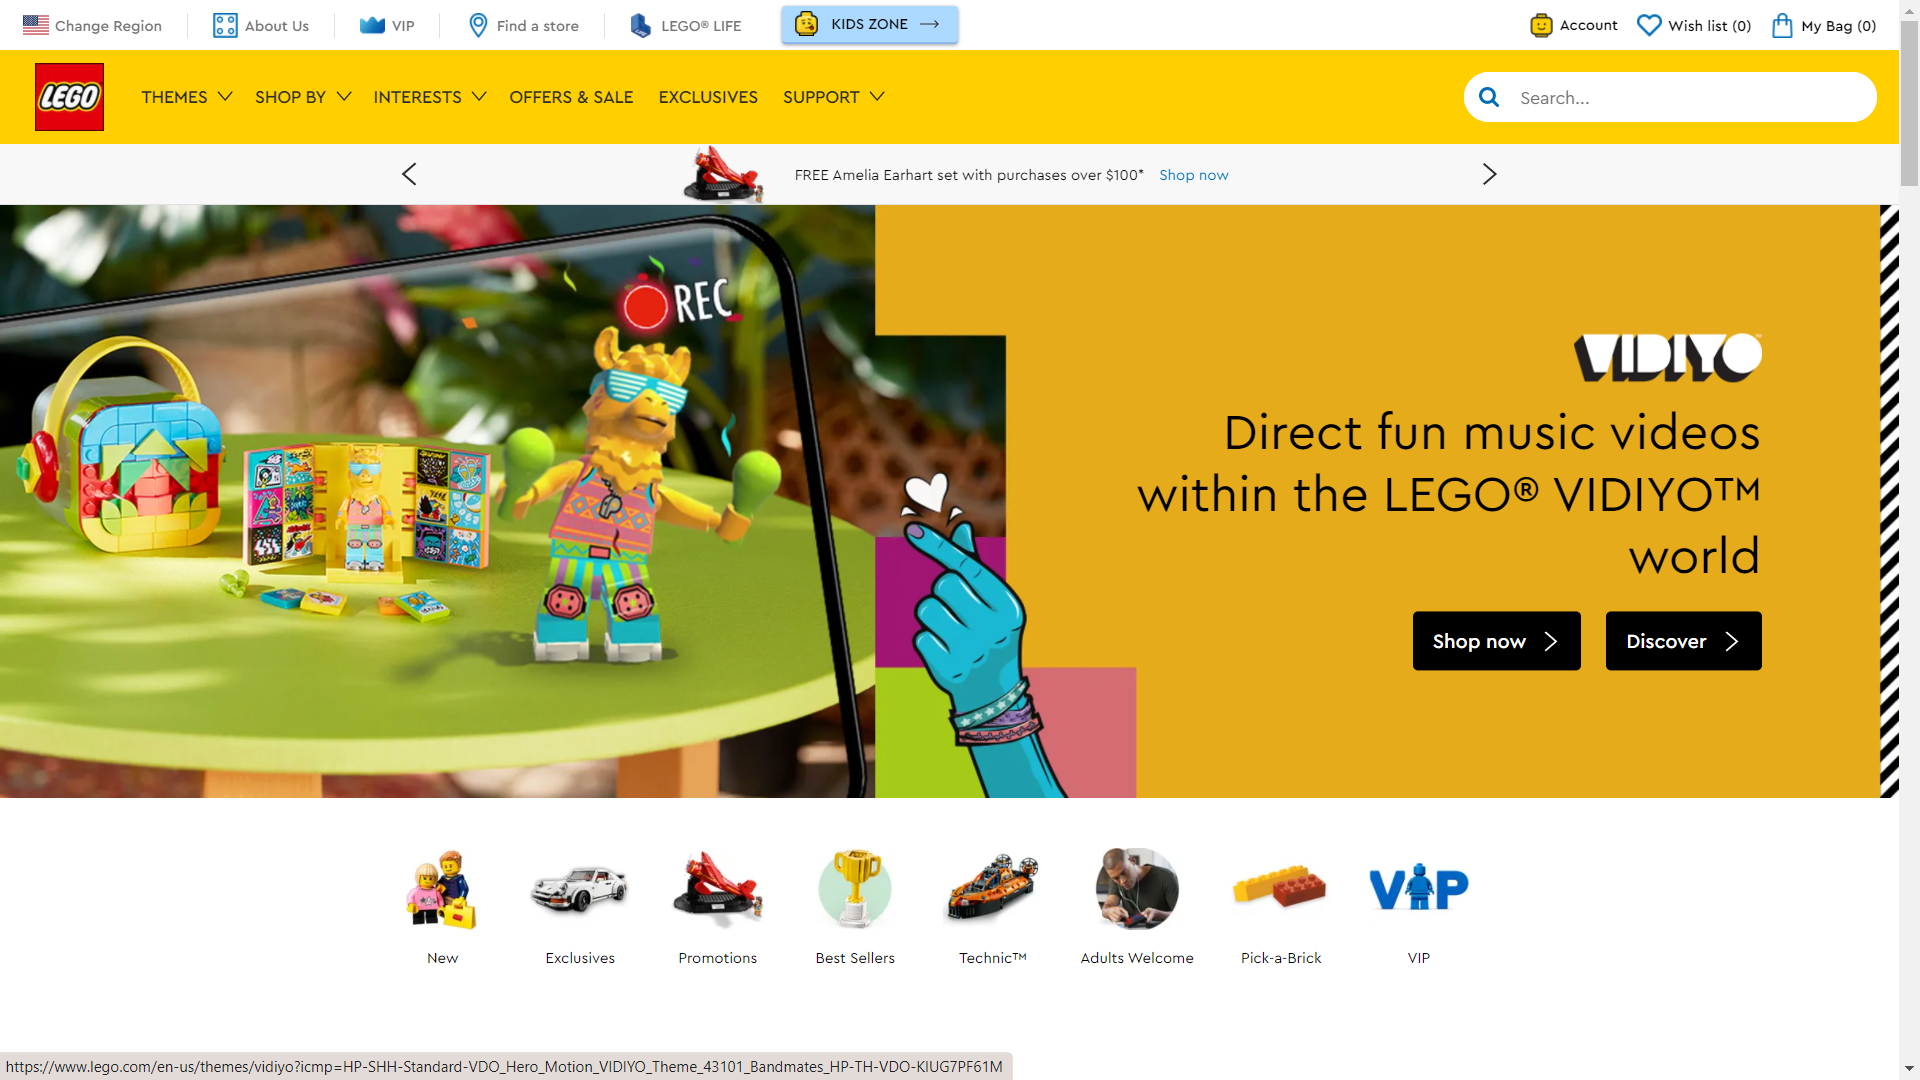 Change Region
About Us
VIP
Find a store
LEGO® LIFE
KIDS ZONE
Account
Wish list (0)
My Bag (0)
LEGO
THEMES
SHOP BY
INTERESTS
OFFERS & SALE
EXCLUSIVES
SUPPORT
Search...
FREE Amelia Earhart set with purchases over $100* Shop now
REC
VIDIYO
Direct fun music videos
within the LEGO® VIDIYO™
world
Shop now
Discover
New
Exclusives
Promotions
Best Sellers
Technic™
Adults Welcome
Pick-a-Brick
VIP
VIP
https://www.lego.com/en-us/themes/vidiyo?icmp=HP-SHH-Standard-VDO_Hero_Motion_VIDIYO_Theme_43101_Bandmates_HP-TH-VDO-KIUG7PF61M